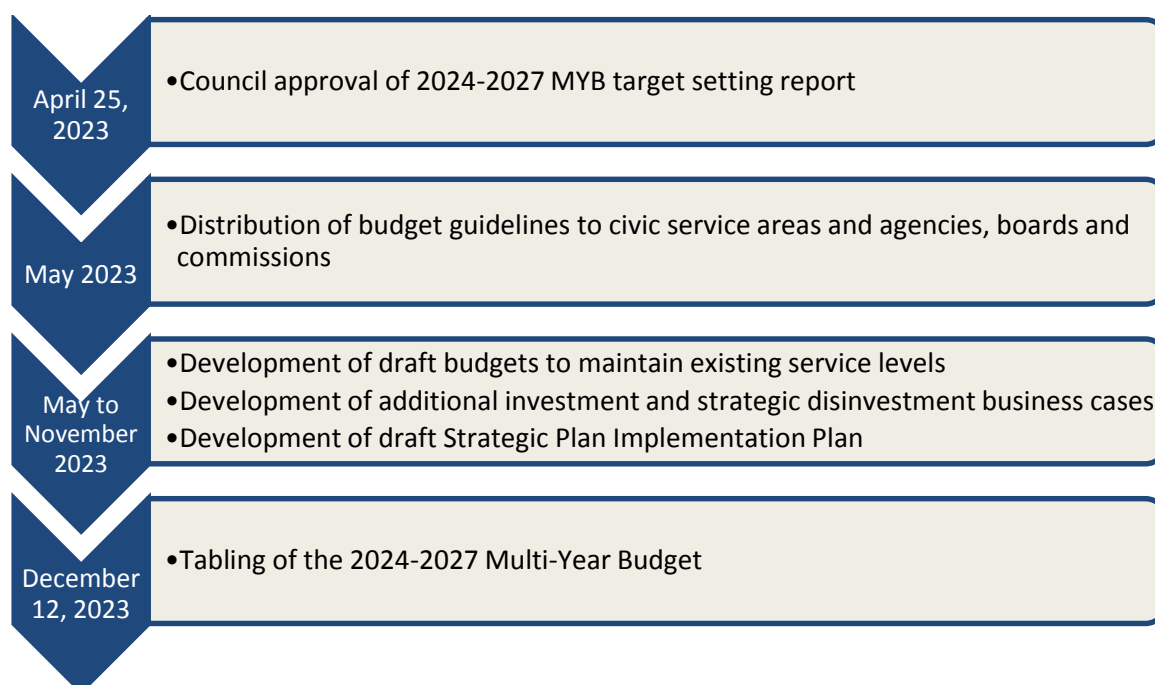 April 25,
2023
•Council approval of 2024-2027 MYB target setting report
May 2023
•Distribution of budget guidelines to civic service areas and agencies, boards and
commissions
May to
November
2023
•Development of draft budgets to maintain existing service levels
•Development of additional investment and strategic disinvestment business cases
•Development of draft Strategic Plan Implementation Plan
December
12, 2023
•Tabling of the 2024-2027 Multi-Year Budget